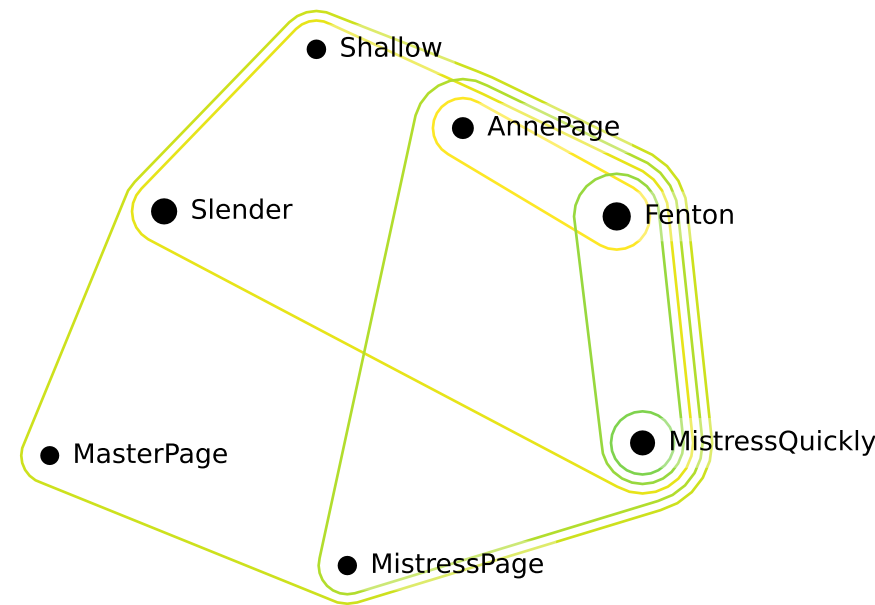 Shallow
AnnePage
Slender
Fenton
MistressQuickly
MasterPage
MistressPage